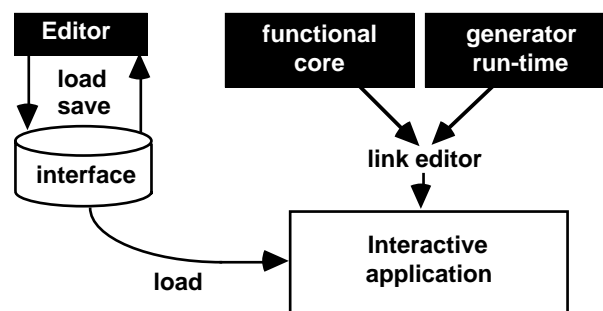 Editor
load
save
interface
functional
core
generator
run-time
link editor
load
Interactive
application